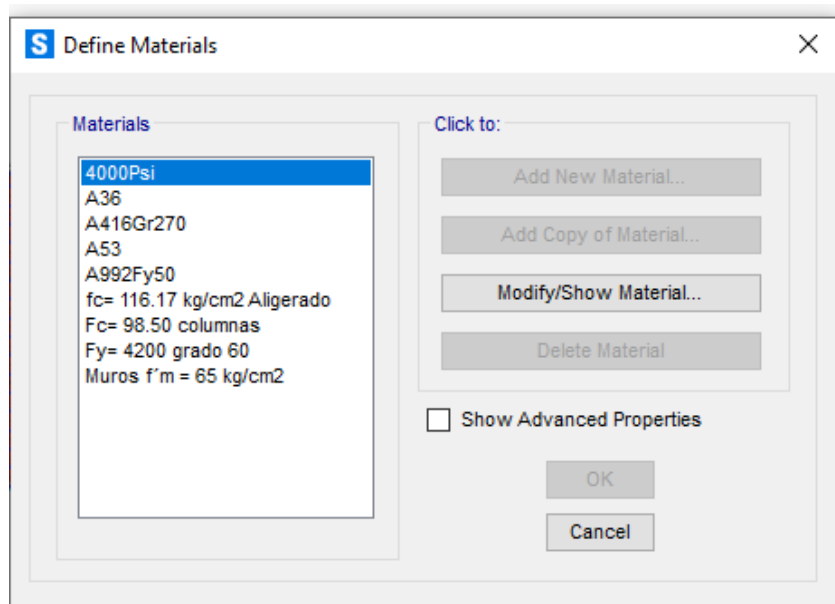 S Define Materials
Materials
4000Psi
A36
A416Gr270
A53
A992Fy50
fc= 116.17 kg/cm2 Aligerado
Fc= 98.50 columnas
Fy= 4200 grado 60
Muros f´m = 65 kg/cm2
Click to:
Add New Material...
Add Copy of Material...
Modify/Show Material...
Delete Material
Show Advanced Properties
OK
Cancel